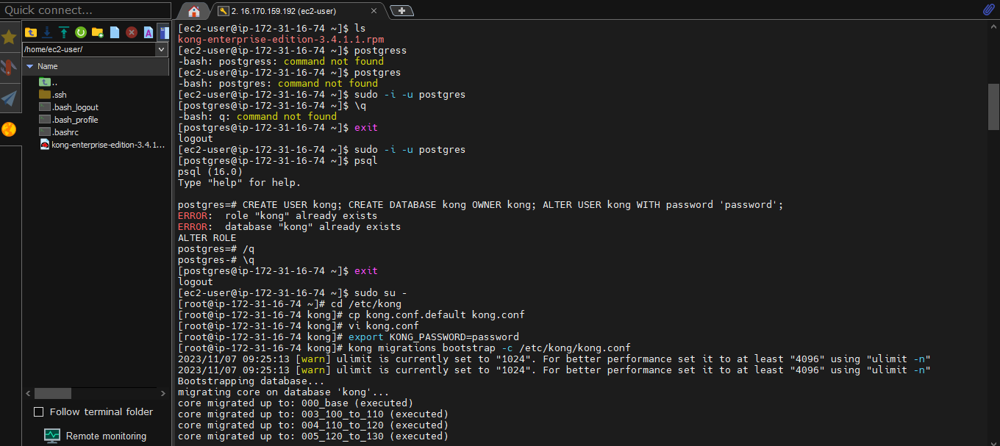 Quick connect...
2. 16.170.159.192 (ec2-user)
/home/ec2-user/
Name
..
.ssh
.bash_logout
.bash_profile
.bashrc
kong-enterprise-edition-3.4.1...
Follow terminal folder
Remote monitoring
[ec2-user@ip-172-31-16-74 ~]$ ls
kong-enterprise-edition-3.4.1.1.rpm
[ec2-user@ip-172-31-16-74 ~]$ postgress
-bash: postgress: command not found
[ec2-user@ip-172-31-16-74 ~]$ postgres
-bash: postgres: command not found
[ec2-user@ip-172-31-16-74 ~]$ sudo -i -u postgres
[postgres@ip-172-31-16-74 ~]$ \q
-bash: q: command not found
[postgres@ip-172-31-16-74 ~]$ exit
logout
[ec2-user@ip-172-31-16-74 ~]$ sudo -i -u postgres
[postgres@ip-172-31-16-74 ~]$ psql
psql (16.0)
Type "help" for help.
postgres=# CREATE USER kong; CREATE DATABASE kong OWNER kong; ALTER USER kong WITH password 'password';
ERROR:  role "kong" already exists
ERROR:  database "kong" already exists
ALTER ROLE
postgres=# /q
postgres-# \q
[postgres@ip-172-31-16-74 ~]$ exit
logout
[ec2-user@ip-172-31-16-74 ~]$ sudo su -
[root@ip-172-31-16-74 ~]# cd /etc/kong
[root@ip-172-31-16-74 kong]# cp kong.conf.default kong.conf
[root@ip-172-31-16-74 kong]# vi kong.conf
[root@ip-172-31-16-74 kong]# export KONG_PASSWORD=password
[root@ip-172-31-16-74 kong]# kong migrations bootstrap -c /etc/kong/kong.conf
2023/11/07 09:25:13 [warn] ulimit is currently set to "1024". For better performance set it to at least "4096" using "ulimit -n"
2023/11/07 09:25:13 [warn] ulimit is currently set to "1024". For better performance set it to at least "4096" using "ulimit -n"
Bootstrapping database...
migrating core on database 'kong'...
core migrated up to: 000_base (executed)
core migrated up to: 003_100_to_110 (executed)
core migrated up to: 004_110_to_120 (executed)
core migrated up to: 005_120_to_130 (executed)